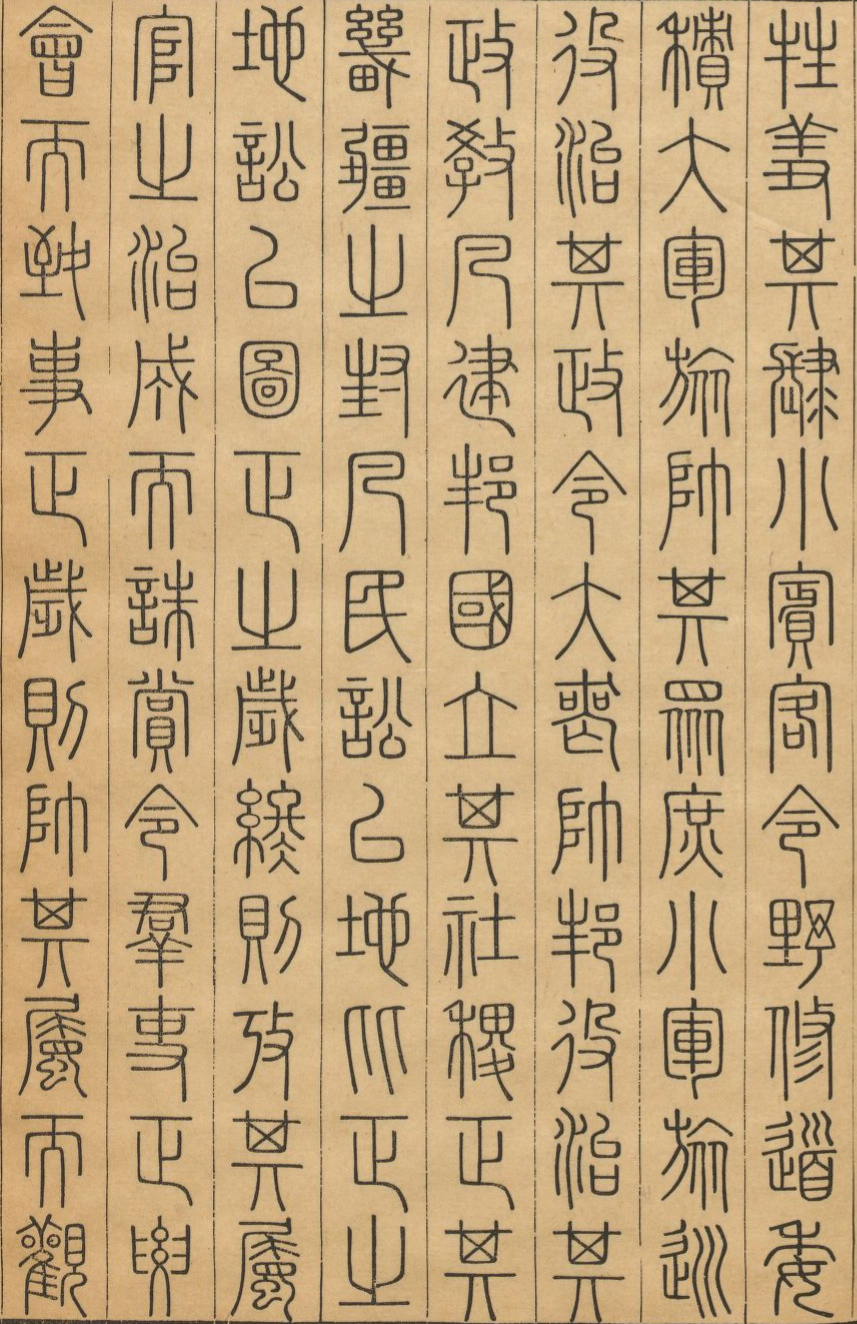 牲羞其肆小賓客令野修道委
積大軍旅帥其眾庶小軍旅巡
役治其政令大喪帥邦役治其
政教凡建邦國立其社稷正其
畿疆之封凡民訟以地比正之
地訟以圖正之歲終則攷其屬
官之治成而誅賞令羣吏正要
會而致事正歲則帥其屬而觀